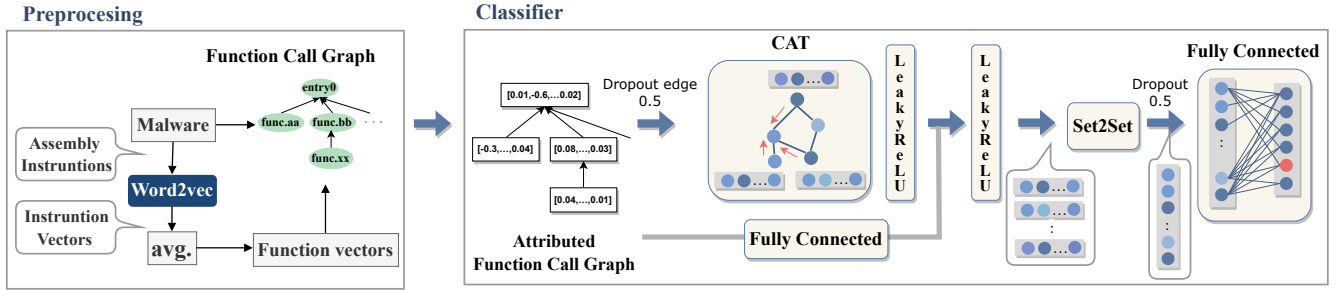 Preprocesing
Classifier
Function Call Graph
entry0
func.aa
func.bb
. . .
func.xx
Malware
Assembly
Instruntions
Word2vec
Instruntion
Vectors
avg.
Function vectors
[0.01,-0.6,...0.02]
[-0.3,...,0.04]
[0.08,...,0.03]
[0.04,...,0.01]
Attributed
Function Call Graph
Dropout edge
0.5
CAT
...
...
...
LeakyReLU
Fully Connected
LeakyReLU
...
...
:
...
Set2Set
Dropout
0.5
:
Fully Connected
: